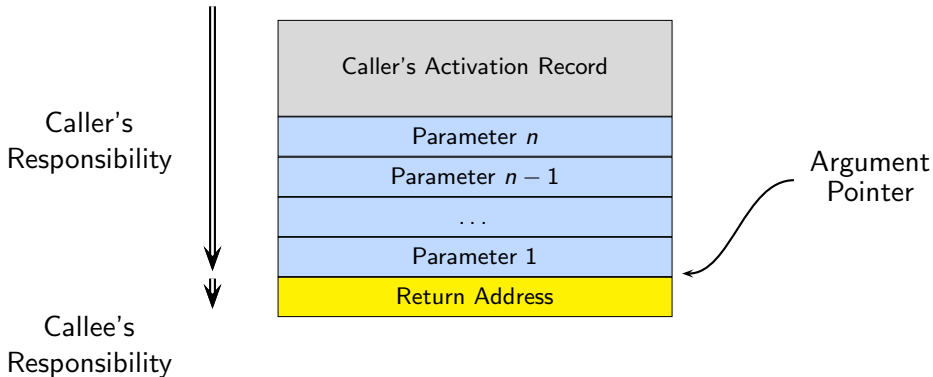 Caller's Activation Record
Caller's
Responsibility
Parameter n
Parameter n − 1
. . .
Parameter 1
Return Address
Argument
Pointer
Callee's
Responsibility